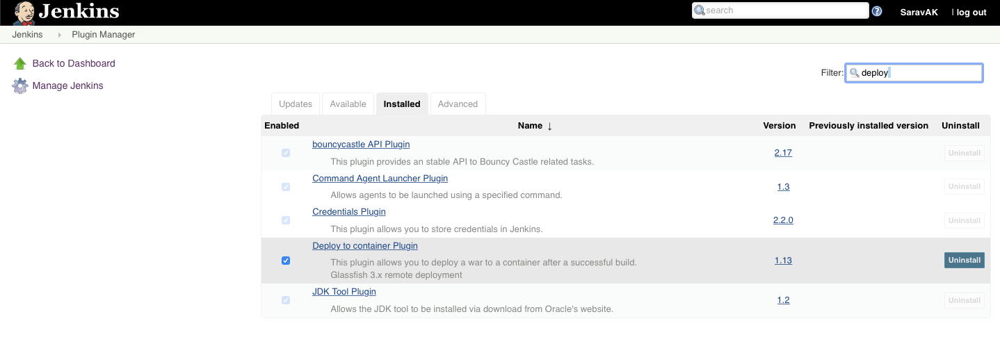 Jenkins
search
SaravAK
| log out
Jenkins
Plugin Manager
Back to Dashboard
Manage Jenkins
Filter:
deploy
Updates
Available
Installed
Advanced
Enabled
Name ↓
Version
Previously installed version
Uninstall
bouncycastle API Plugin
This plugin provides an stable API to Bouncy Castle related tasks.
2.17
Uninstall
Command Agent Launcher Plugin
Allows agents to be launched using a specified command.
1.3
Uninstall
Credentials Plugin
This plugin allows you to store credentials in Jenkins.
2.2.0
Uninstall
Deploy to container Plugin
This plugin allows you to deploy a war to a container after a successful build.
Glassfish 3.x remote deployment
1.13
Uninstall
JDK Tool Plugin
Allows the JDK tool to be installed via download from Oracle's website.
1.2
Uninstall